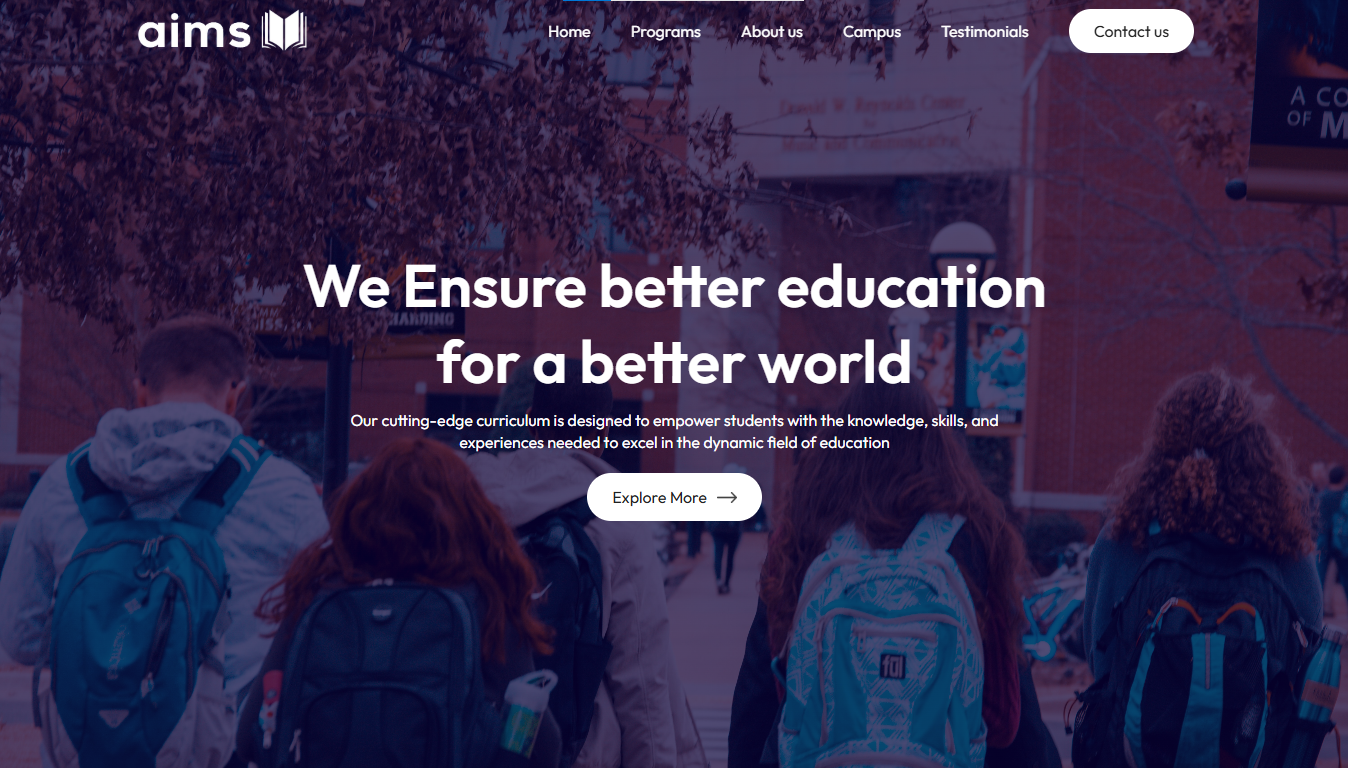 aims
Home
Programs
About us
Campus
Testimonials
Contact us
A CO
OF M
We Ensure better education
for a better world
HARDING
Our cutting-edge curriculum is designed to empower students with the knowledge, skills, and
experiences needed to excel in the dynamic field of education
Explore More
fūl